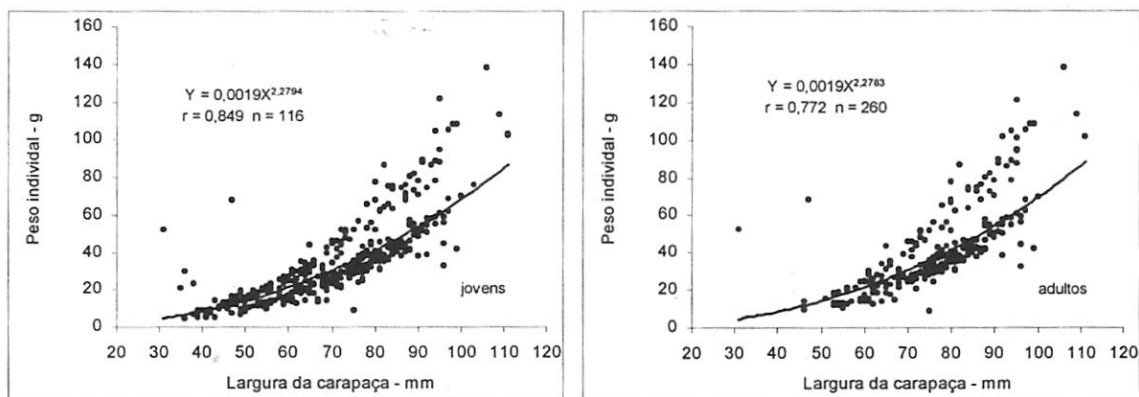 160
140
120
100
80
60
40
20
0
Peso individal - g
Y = 0,0019X^2,2794
r = 0,849 n = 116
jovens
20 30 40 50 60 70 80 90 100 110 120
Largura da carapaça - mm
160
140
120
100
80
60
40
20
0
Peso individal - g
Y = 0,0019X^2,2783
r = 0,772 n = 260
adultos
20 30 40 50 60 70 80 90 100 110 120
Largura da carapaça - mm